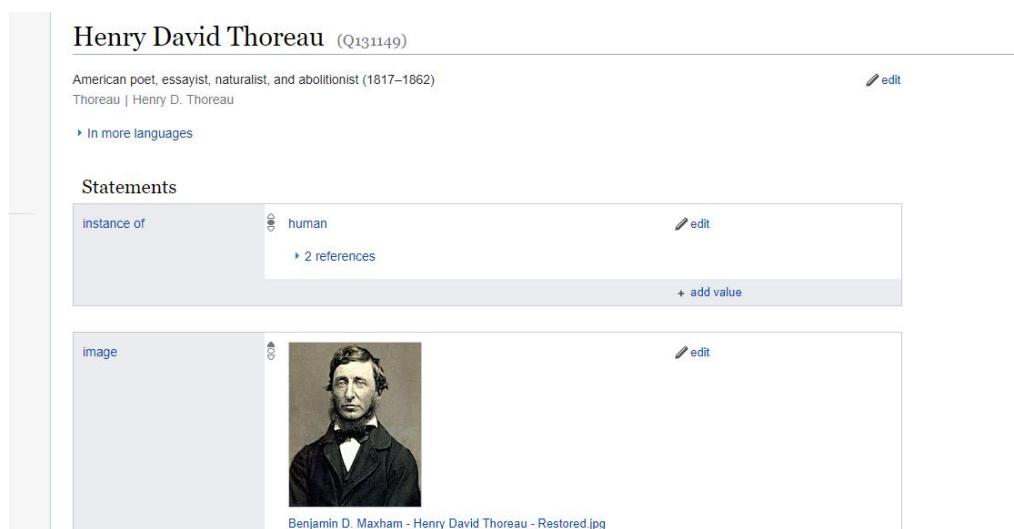 Henry David Thoreau (Q131149)
American poet, essayist, naturalist, and abolitionist (1817–1862)
edit
Thoreau | Henry D. Thoreau
In more languages
Statements
instance of
human
edit
2 references
+ add value
image
edit
Benjamin D. Maxham - Henry David Thoreau - Restored.jpg